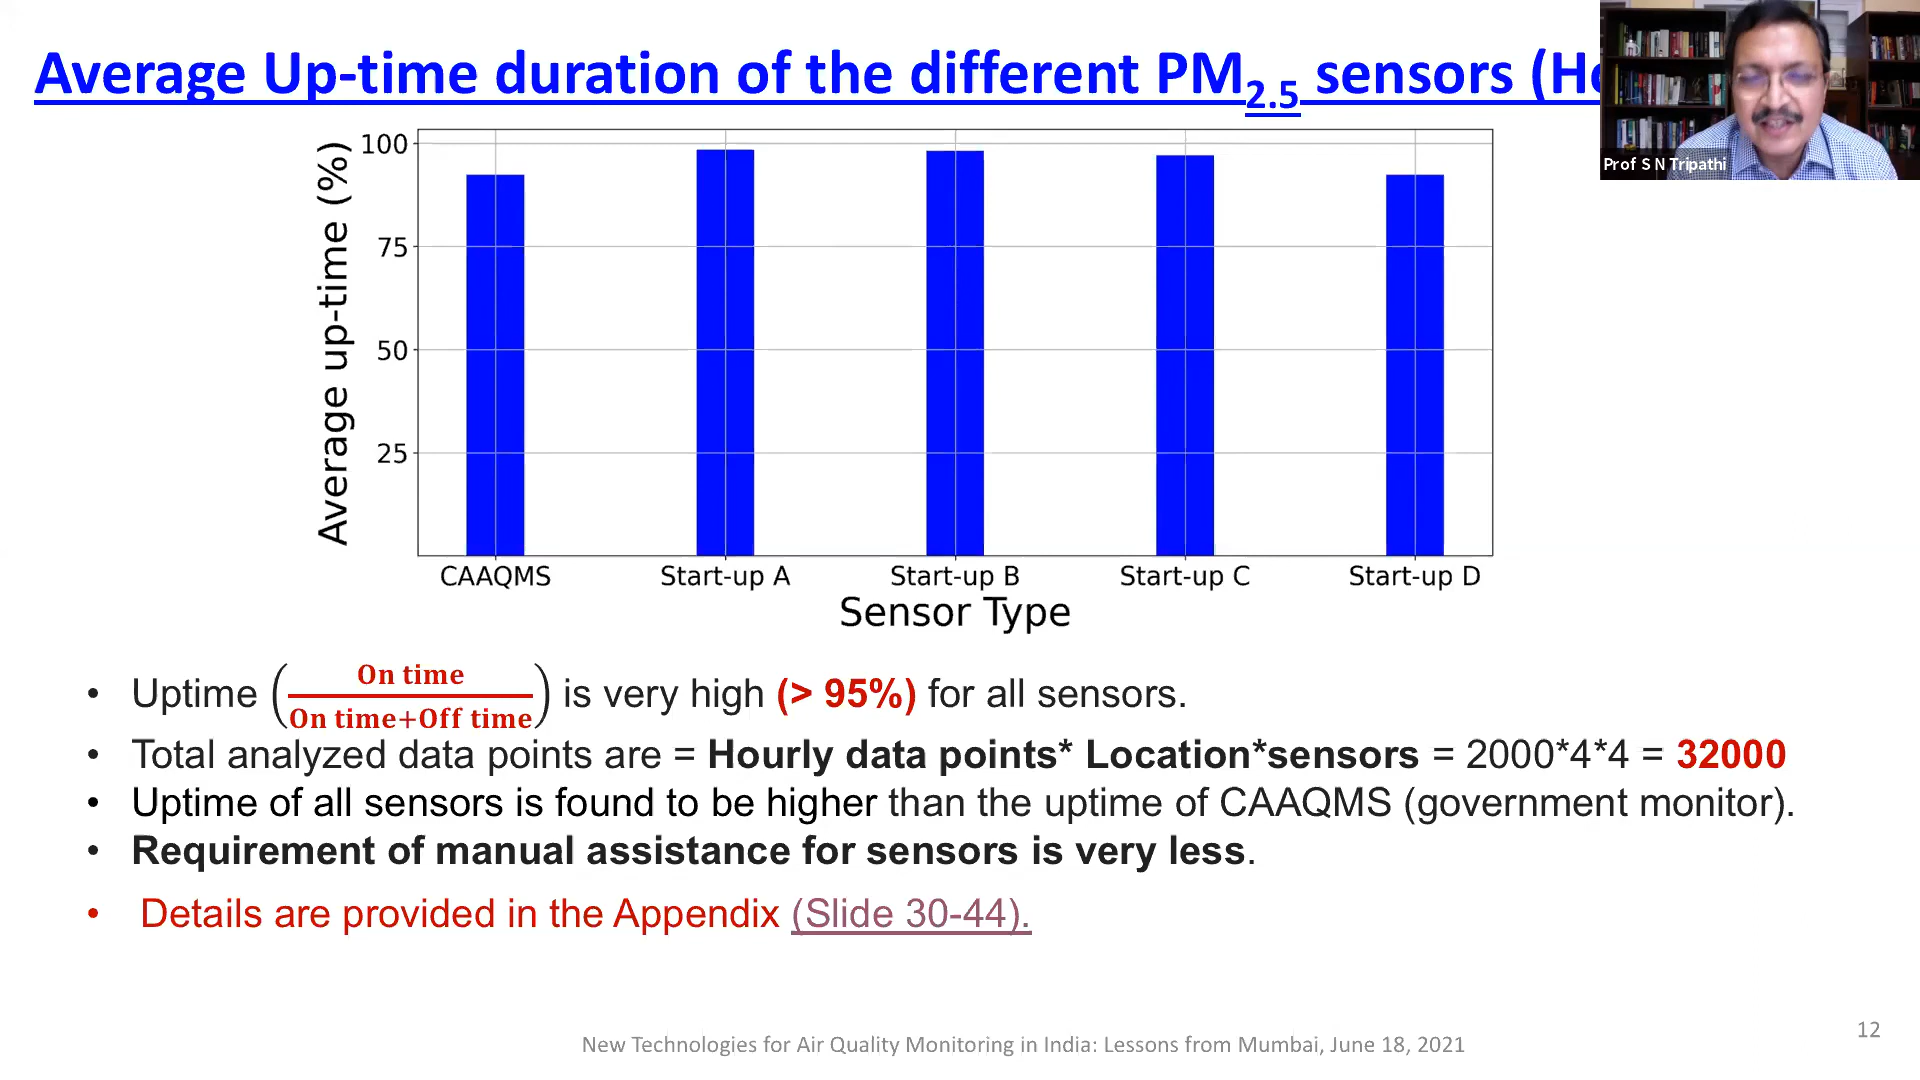 Average Up-time duration of the different PM2.5 sensors (H
Prof S N Tripathi
Average up-time (%)
100
75
50
25
CAAQMS Start-up A Start-up B Start-up C Start-up D
Sensor Type
• Uptime (On time / On time+Off time) is very high (> 95%) for all sensors.
• Total analyzed data points are = Hourly data points* Location*sensors = 2000*4*4 = 32000
• Uptime of all sensors is found to be higher than the uptime of CAAQMS (government monitor).
• Requirement of manual assistance for sensors is very less.
• Details are provided in the Appendix (Slide 30-44).
New Technologies for Air Quality Monitoring in India: Lessons from Mumbai, June 18, 2021
12